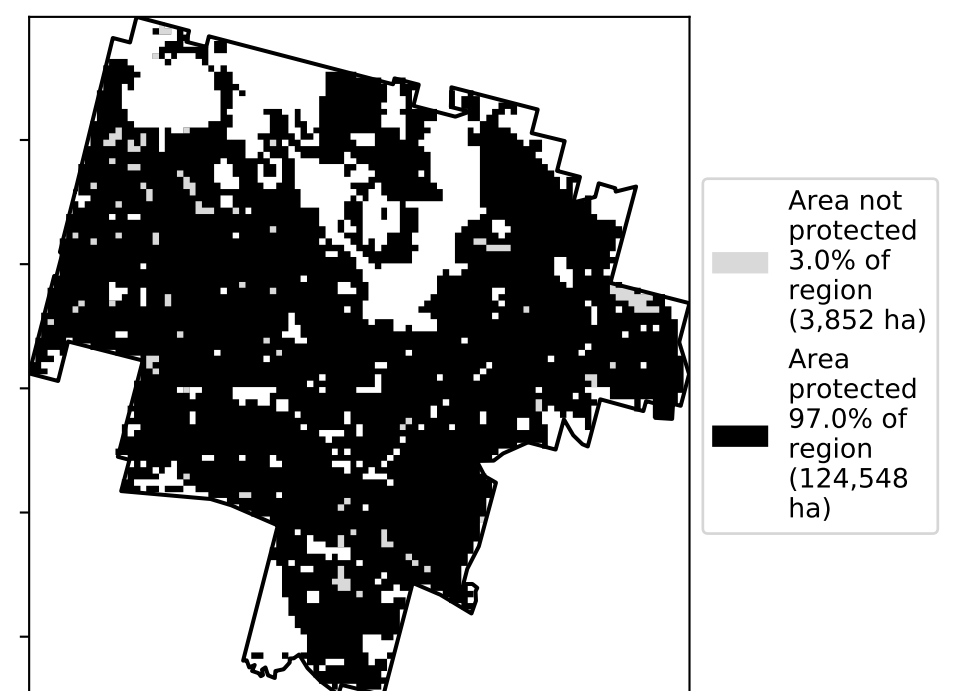 Area not
protected
3.0% of
region
(3,852 ha)
Area
protected
97.0% of
region
(124,548
ha)